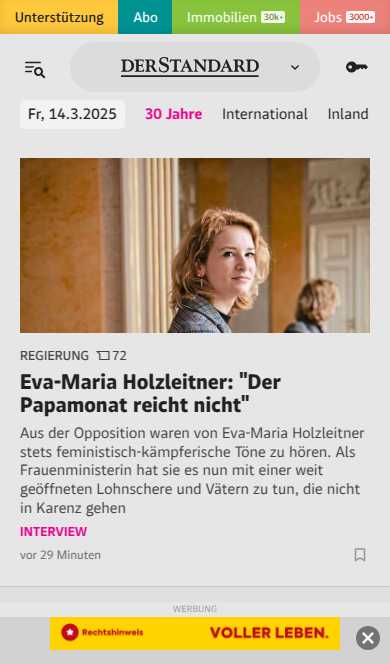 Unterstützung Abo Immobilien 30k+ Jobs 3000+
DERSTANDARD
Fr, 14.3.2025 30 Jahre International Inland
REGIERUNG 72
Eva-Maria Holzleitner: "Der
Papamonat reicht nicht"
Aus der Opposition waren von Eva-Maria Holzleitner
stets feministisch-kämpferische Töne zu hören. Als
Frauenministerin hat sie es nun mit einer weit
geöffneten Lohnschere und Vätern zu tun, die nicht
in Karenz gehen
INTERVIEW
vor 29 Minuten
WERBUNG
Rechtshinweis VOLLER LEBEN.